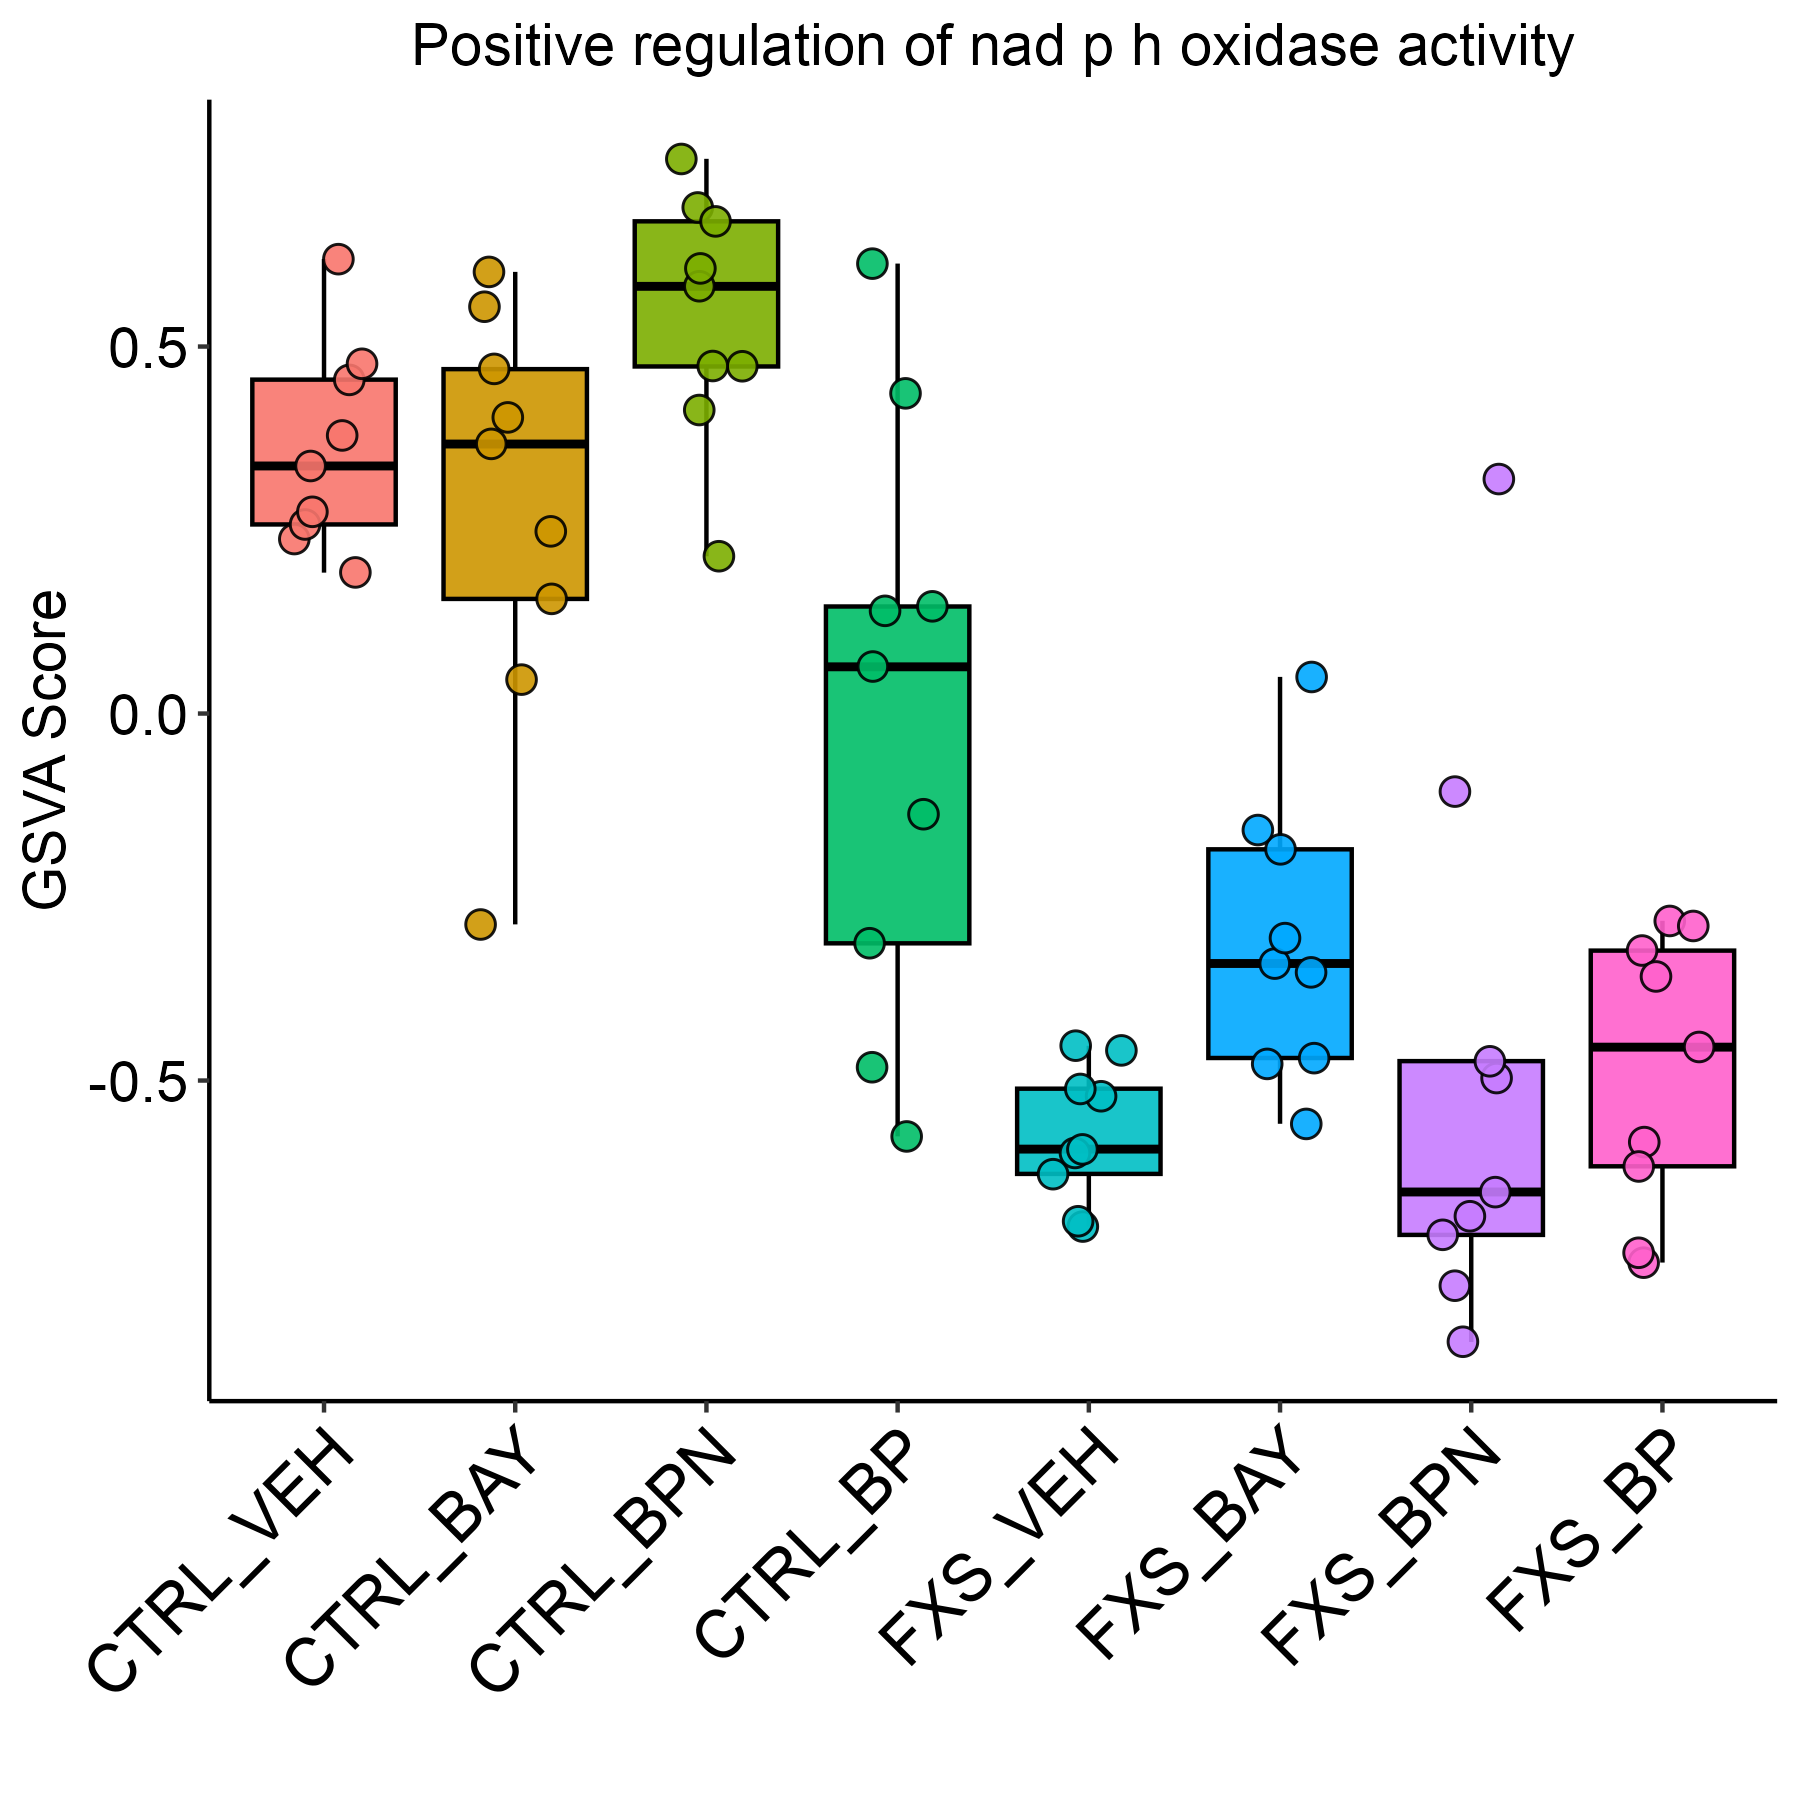 Positive regulation of nad p h oxidase activity
GSVA Score
0.5
0.0
-0.5
CTRL_VEH
CTRL_BAY
CTRL_BPN
CTRL_BP
FXS_VEH
FXS_BAY
FXS_BPN
FXS_BP